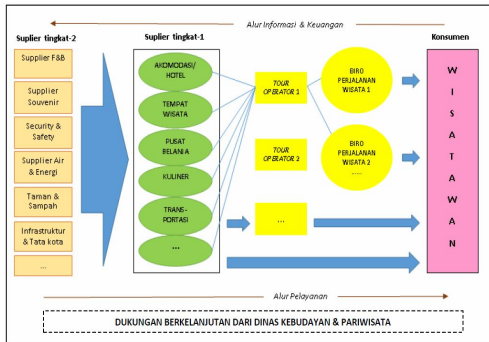 Alur Informasi & Keuangan
Suplier tingkat-2
Supplier F&B
Supplier
Souvenir
Security &
Safety
Supplier Air
& Energi
Taman &
Sampah
Infrastruktur
& Tata kota
...
Suplier tingkat-1
AKOMODASI/
HOTEL
TEMPAT
WISATA
PUSAT
BELANJA
KULINER
TRANS-
PORTASI
...
TOUR
OPERATOR 1
TOUR
OPERATOR 2
...
BIRO
PERJALANAN
WISATA 1
BIRO
PERJALANAN
WISATA 2
......
Konsumen
W
I
S
A
T
A
W
A
N
Alur Pelayanan
DUKUNGAN BERKELANJUTAN DARI DINAS KEBUDAYAN & PARIWISATA